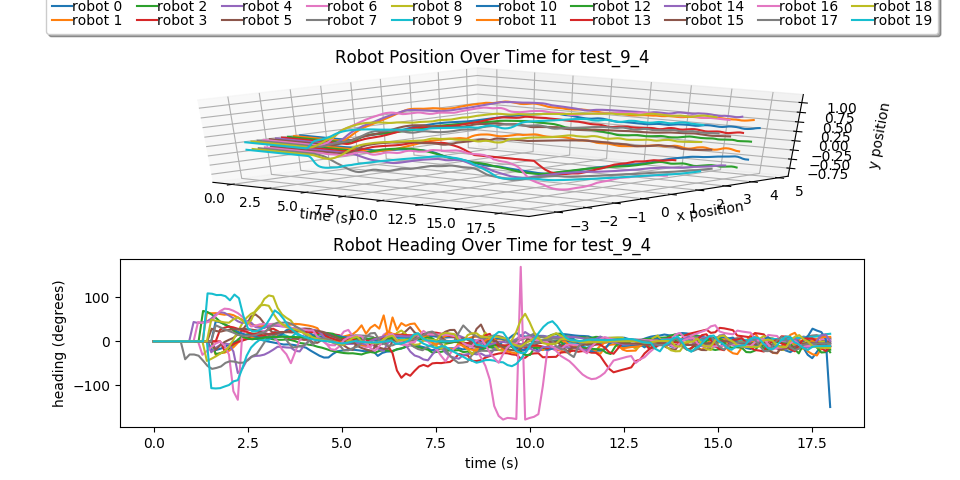 robot 0 robot 2 robot 4 robot 6 robot 8 robot 10 robot 12 robot 14 robot 16 robot 18
robot 1 robot 3 robot 5 robot 7 robot 9 robot 11 robot 13 robot 15 robot 17 robot 19
Robot Position Over Time for test_9_4
1.00
0.75
0.50
0.25
0.00
−0.25
−0.50
−0.75
y position
0.0 2.5 5.0 7.5 10.0 12.5 15.0 17.5
time (s)
−3 −2 −1 0 1 2 3 4 5
x position
Robot Heading Over Time for test_9_4
100
0
−100
heading (degrees)
0.0 2.5 5.0 7.5 10.0 12.5 15.0 17.5
time (s)